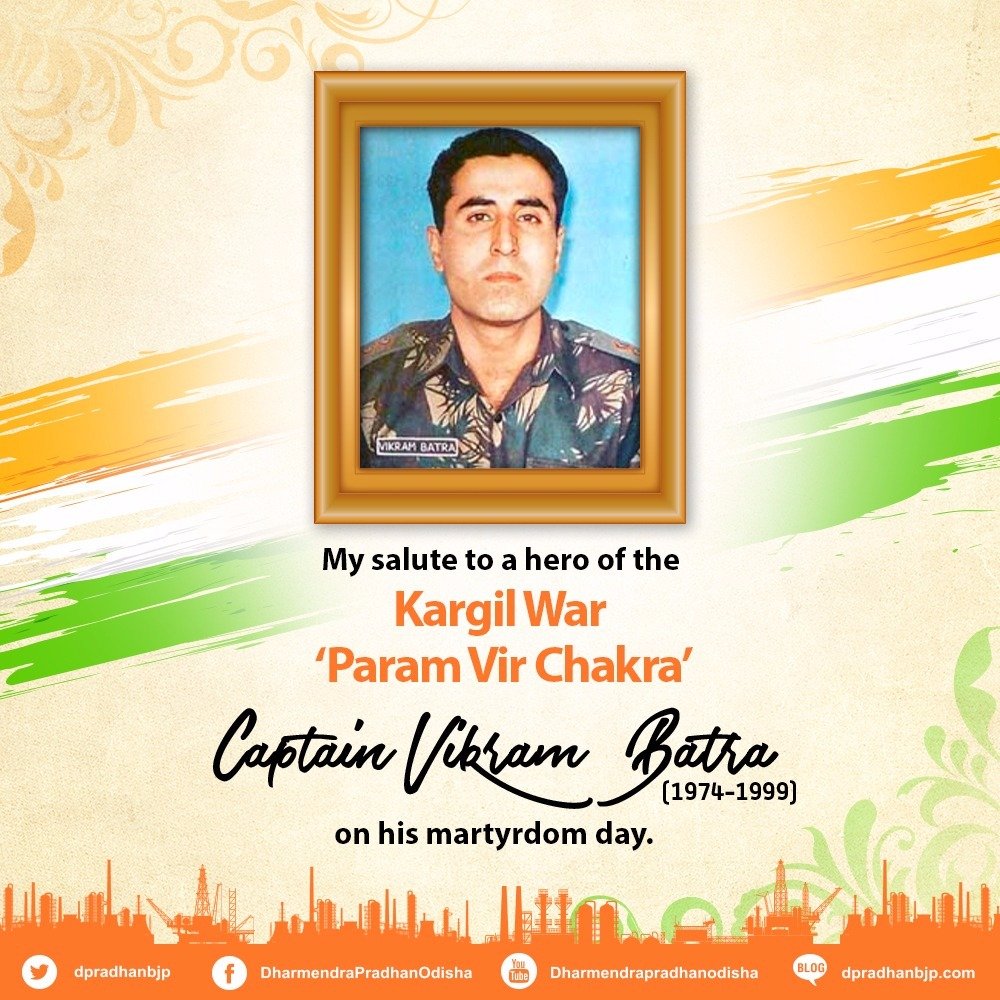 VIKRAM BATRA
My salute to a hero of the
Kargil War
‘Param Vir Chakra’
Captain Vikram Batra
(1974-1999)
on his martyrdom day.
dpradhanbjp
DharmendraPradhanOdisha
You Tube
Dharmendrapradhanodisha
BLOG
dpradhanbjp.com